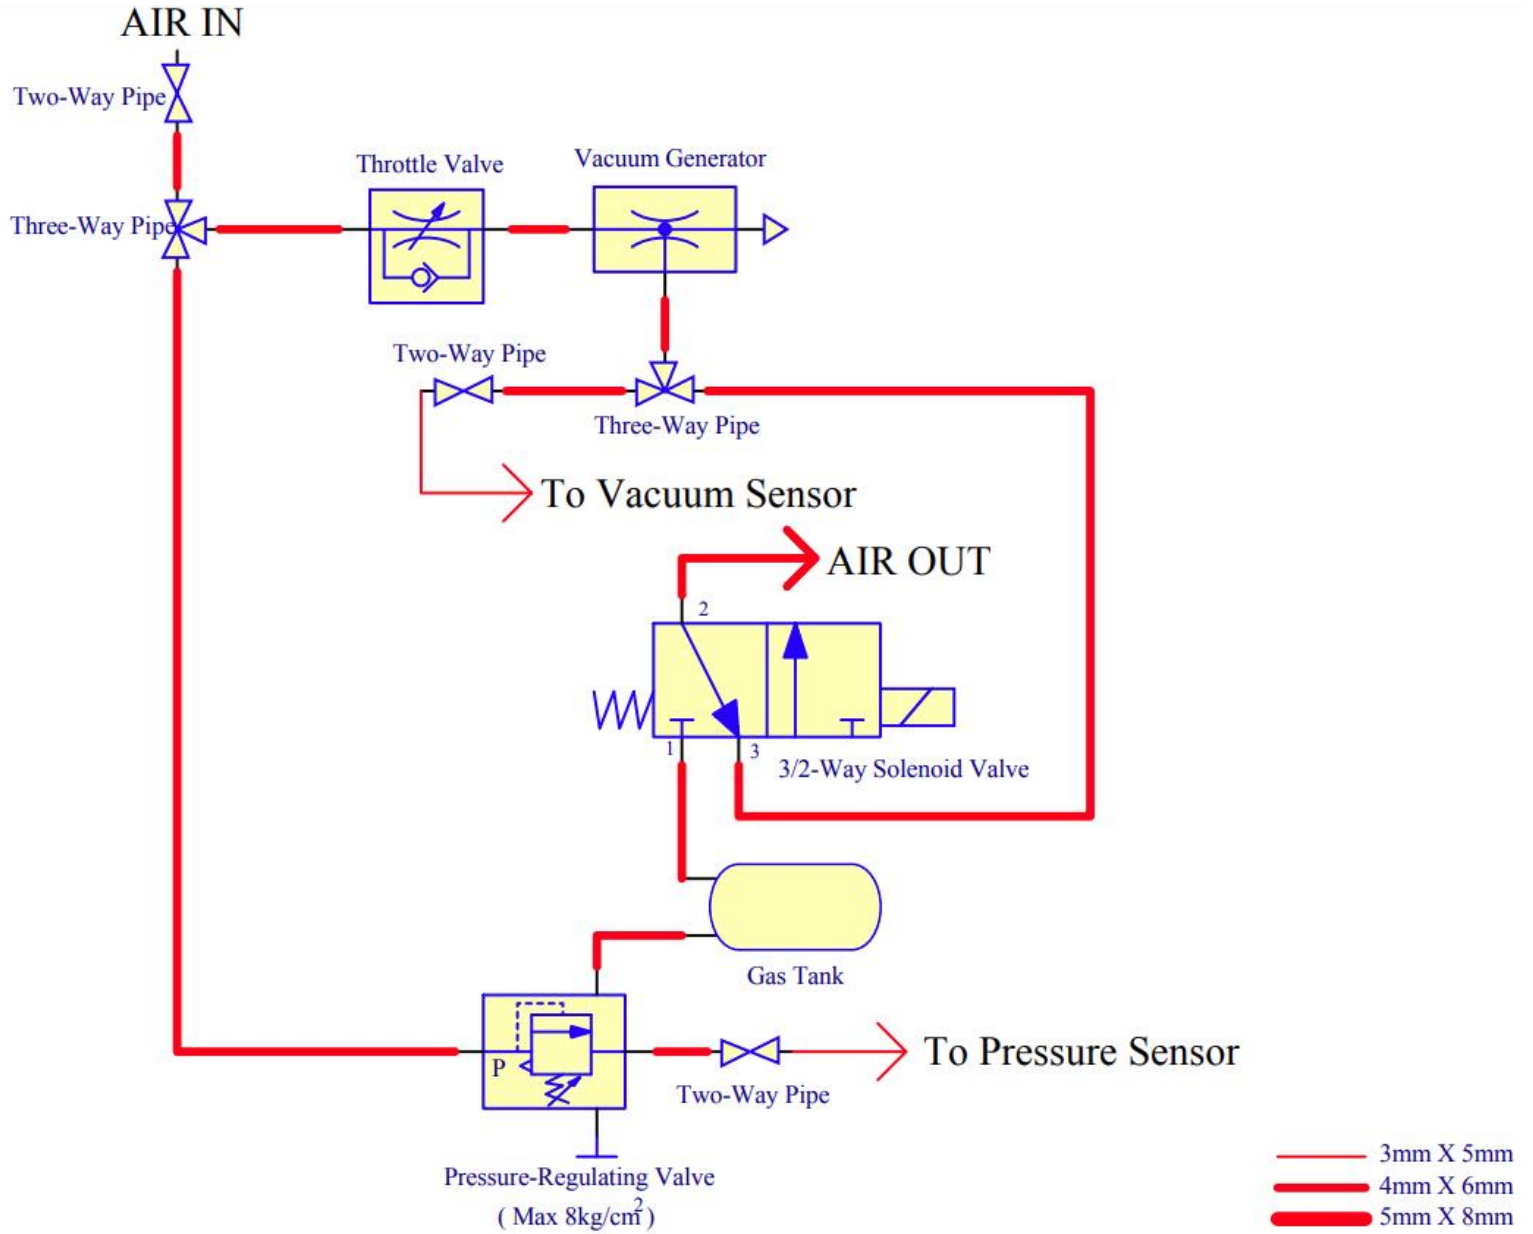 AIR IN
Two-Way Pipe
Throttle Valve
Vacuum Generator
Three-Way Pipe
Two-Way Pipe
Three-Way Pipe
To Vacuum Sensor
AIR OUT
2
1
3
3/2-Way Solenoid Valve
Gas Tank
P
To Pressure Sensor
Two-Way Pipe
Pressure-Regulating Valve
( Max 8kg/cm² )
3mm X 5mm
4mm X 6mm
5mm X 8mm